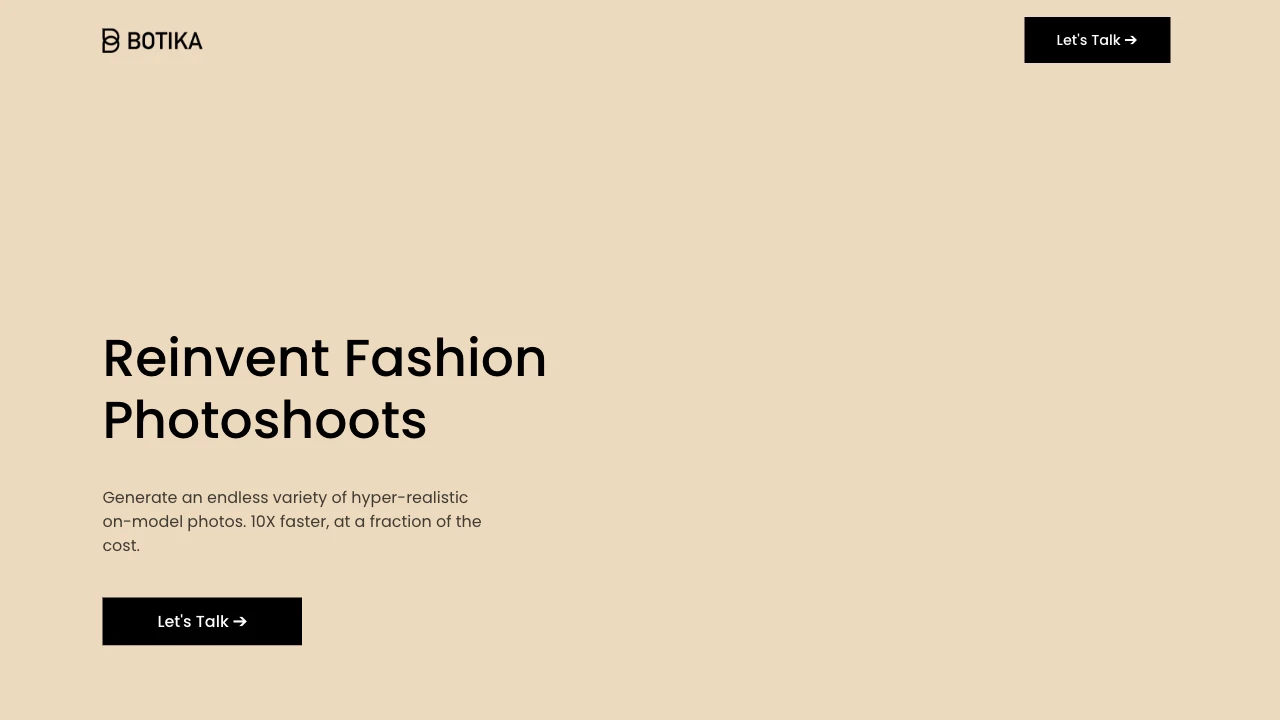 BOTIKA
Let's Talk ➔
Reinvent Fashion
Photoshoots
Generate an endless variety of hyper-realistic
on-model photos. 10X faster, at a fraction of the
cost.
Let's Talk ➔